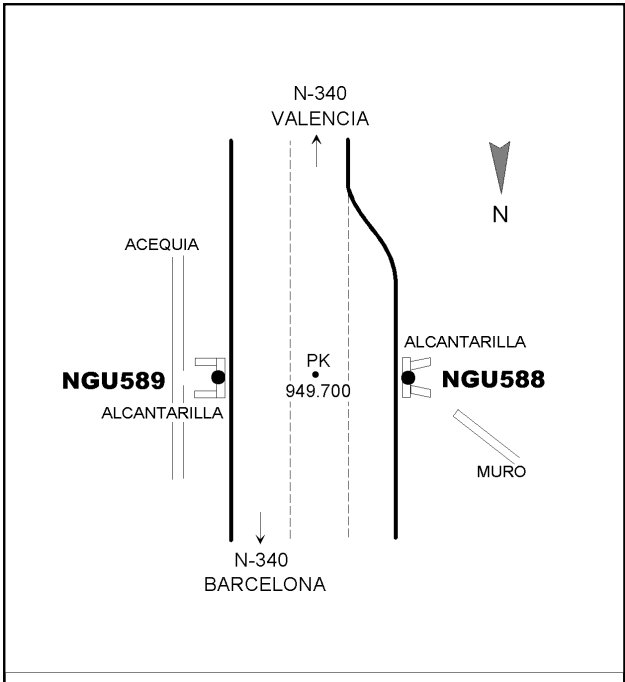 N-340
VALENCIA
N
ACEQUIA
ALCANTARILLA
PK
NGU589
949.700
NGU588
ALCANTARILLA
MURO
N-340
BARCELONA